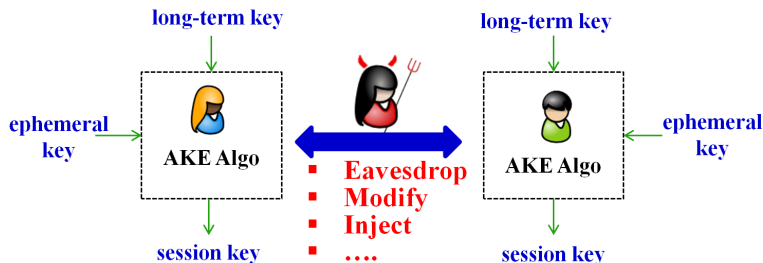 long-term key
long-term key
ephemeral
key
AKE Algo
AKE Algo
ephemeral
key
▪ Eavesdrop
▪ Modify
▪ Inject
▪ ….
session key
session key